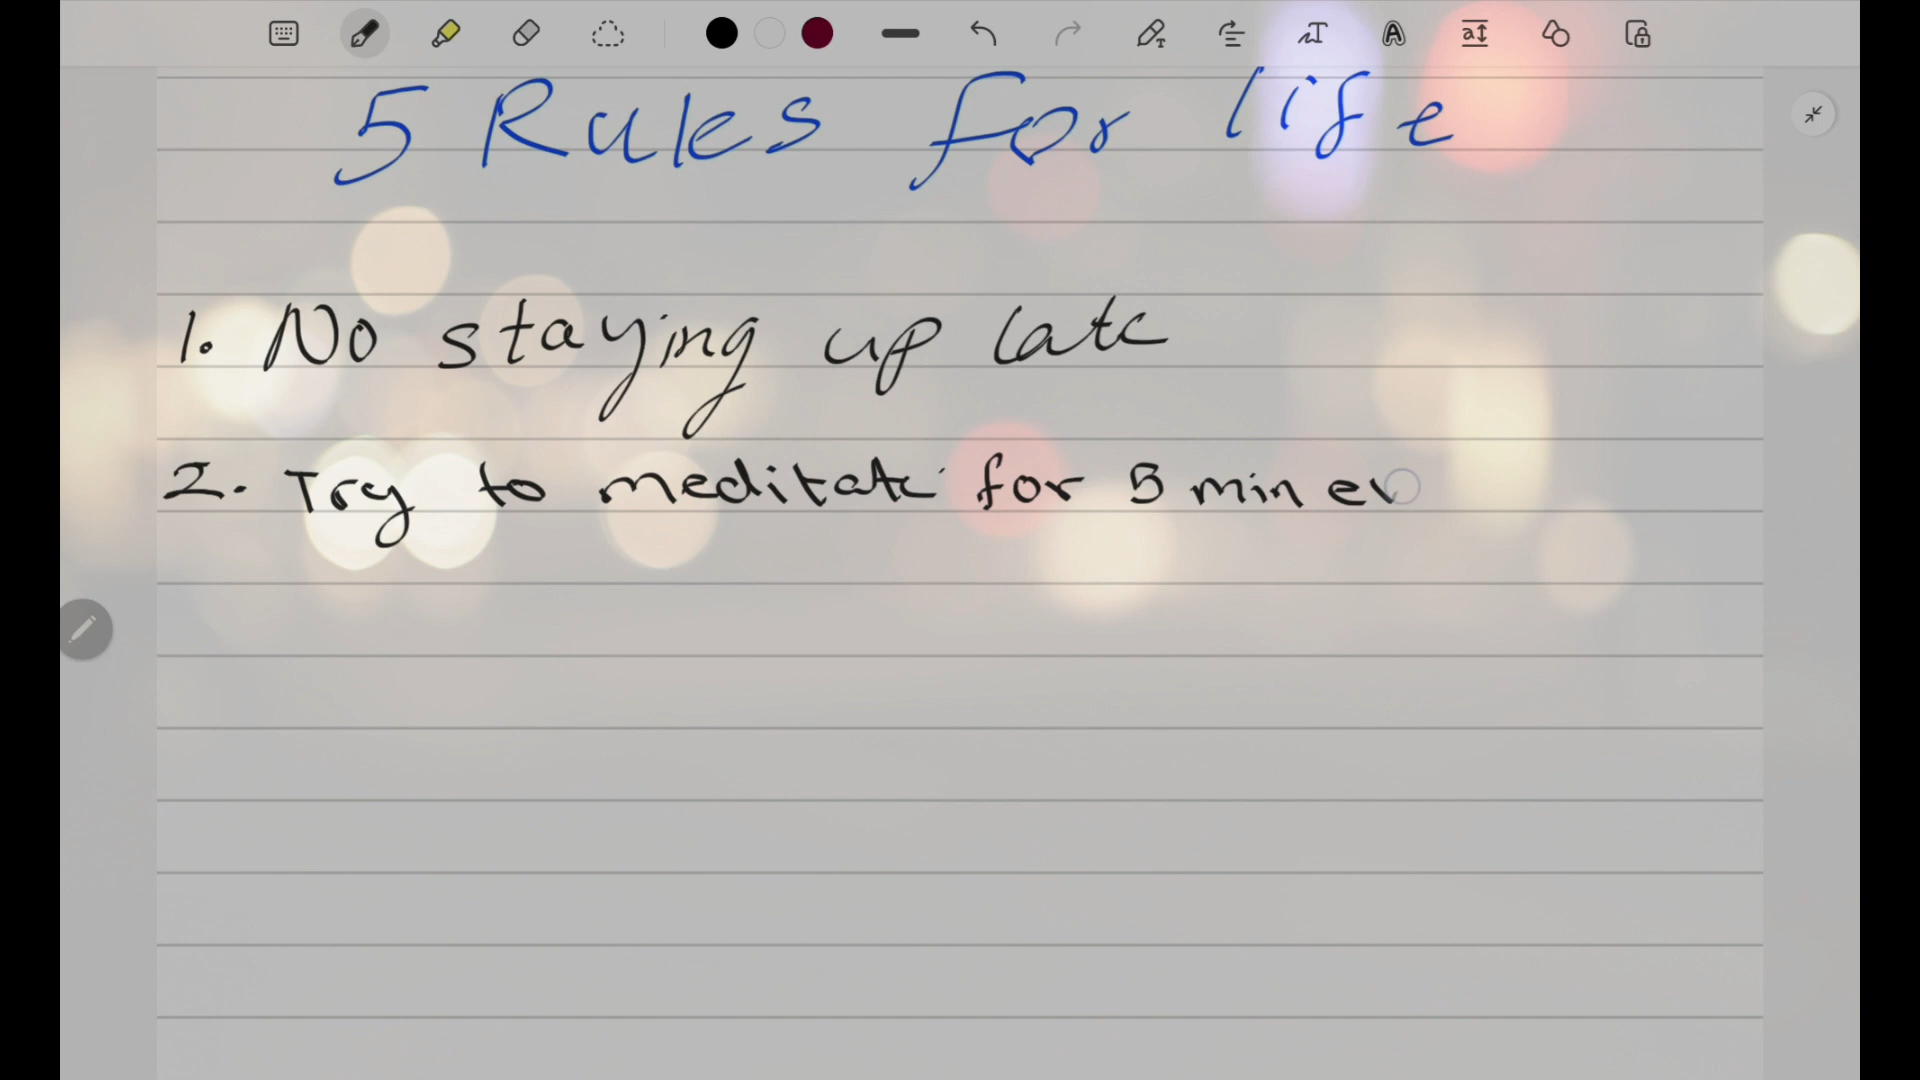 5 Rules for life
1. No staying up late
2. Try to meditate for 5 min ev